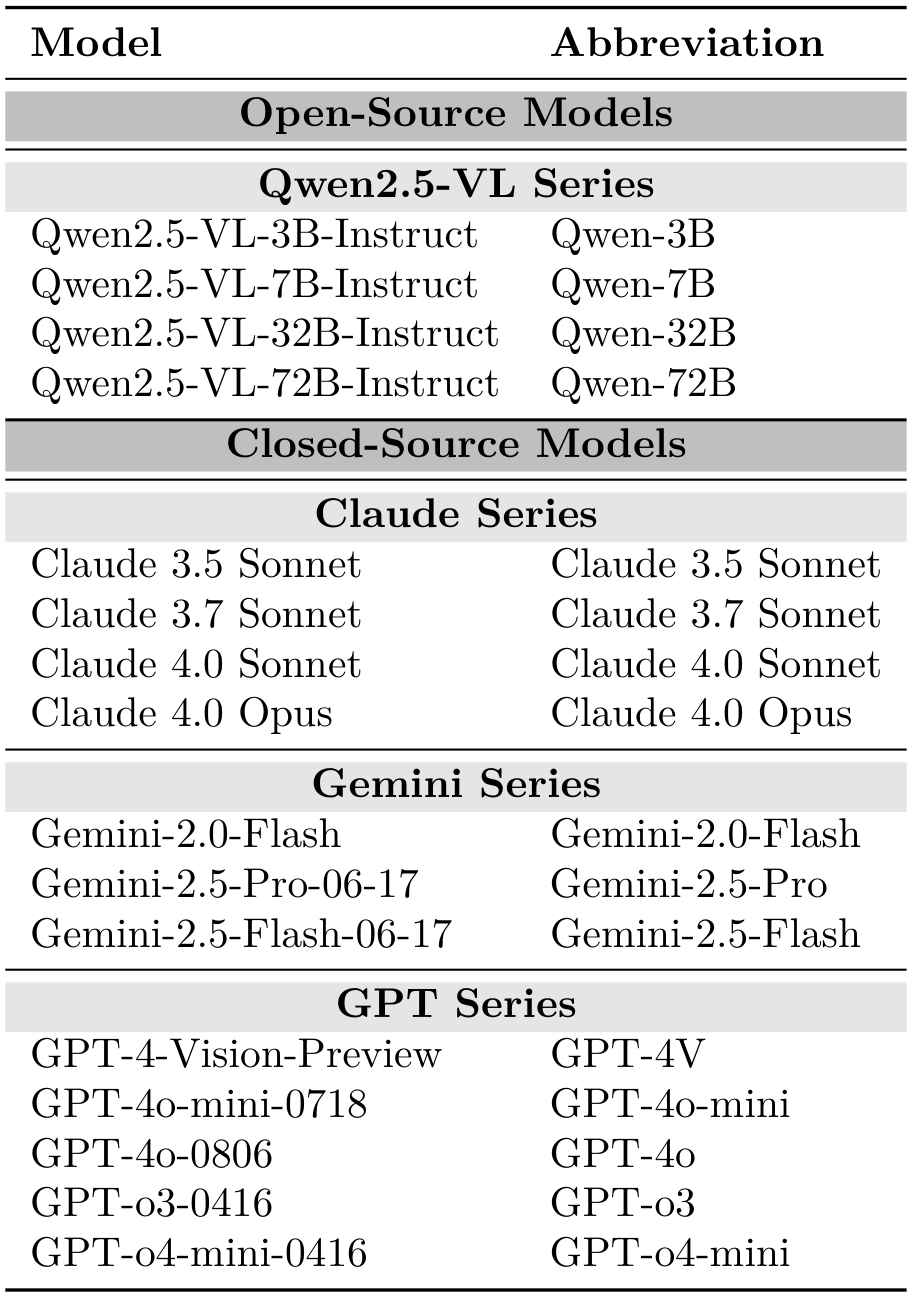 Model Abbreviation
Open-Source Models
Qwen2.5-VL Series
Qwen2.5-VL-3B-Instruct Qwen-3B
Qwen2.5-VL-7B-Instruct Qwen-7B
Qwen2.5-VL-32B-Instruct Qwen-32B
Qwen2.5-VL-72B-Instruct Qwen-72B
Closed-Source Models
Claude Series
Claude 3.5 Sonnet Claude 3.5 Sonnet
Claude 3.7 Sonnet Claude 3.7 Sonnet
Claude 4.0 Sonnet Claude 4.0 Sonnet
Claude 4.0 Opus Claude 4.0 Opus
Gemini Series
Gemini-2.0-Flash Gemini-2.0-Flash
Gemini-2.5-Pro-06-17 Gemini-2.5-Pro
Gemini-2.5-Flash-06-17 Gemini-2.5-Flash
GPT Series
GPT-4-Vision-Preview GPT-4V
GPT-4o-mini-0718 GPT-4o-mini
GPT-4o-0806 GPT-4o
GPT-o3-0416 GPT-o3
GPT-o4-mini-0416 GPT-o4-mini